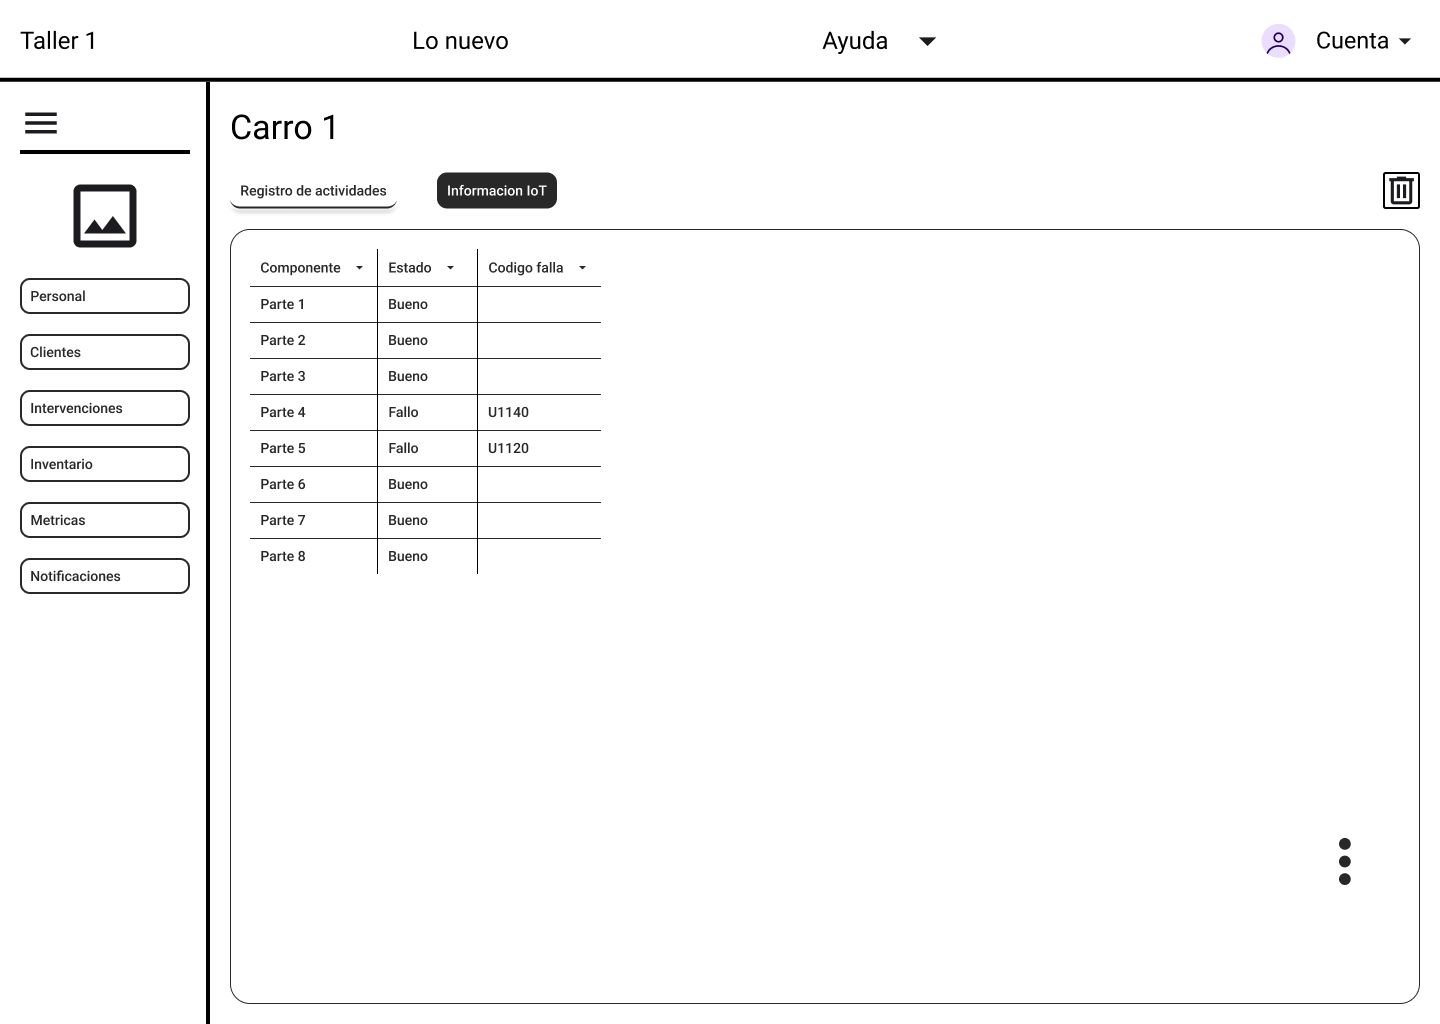 Taller 1 Lo nuevo Ayuda Cuenta
Carro 1
Registro de actividades Informacion IoT
Personal
Clientes
Intervenciones
Inventario
Metricas
Notificaciones
Componente Estado Codigo falla
Parte 1 Bueno
Parte 2 Bueno
Parte 3 Bueno
Parte 4 Fallo U1140
Parte 5 Fallo U1120
Parte 6 Bueno
Parte 7 Bueno
Parte 8 Bueno